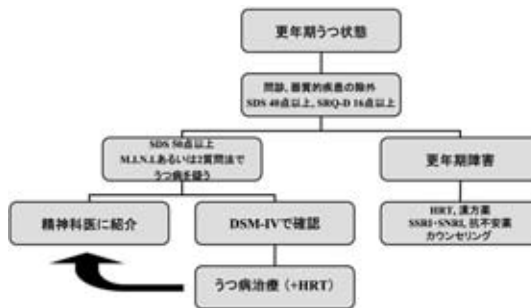 更年期うつ状態
問診、器質的疾患の除外
SDS 40点以上, SRQ-D 16点以上
SDS 50点以上
M.I.N.I.あるいは2質問法で
うつ病を疑う
更年期障害
精神科医に紹介
DSM-IVで確認
HRT, 漢方薬
SSRI・SNRI, 抗不安薬
カウンセリング
うつ病治療（+HRT）